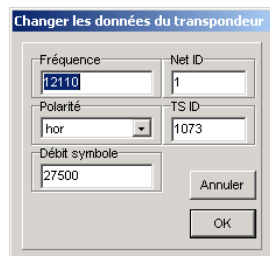 Changer les données du transpondeur
Fréquence
Net ID
12110
1
Polarité
TS ID
hor
1073
Débit symbole
27500
Annuler
OK